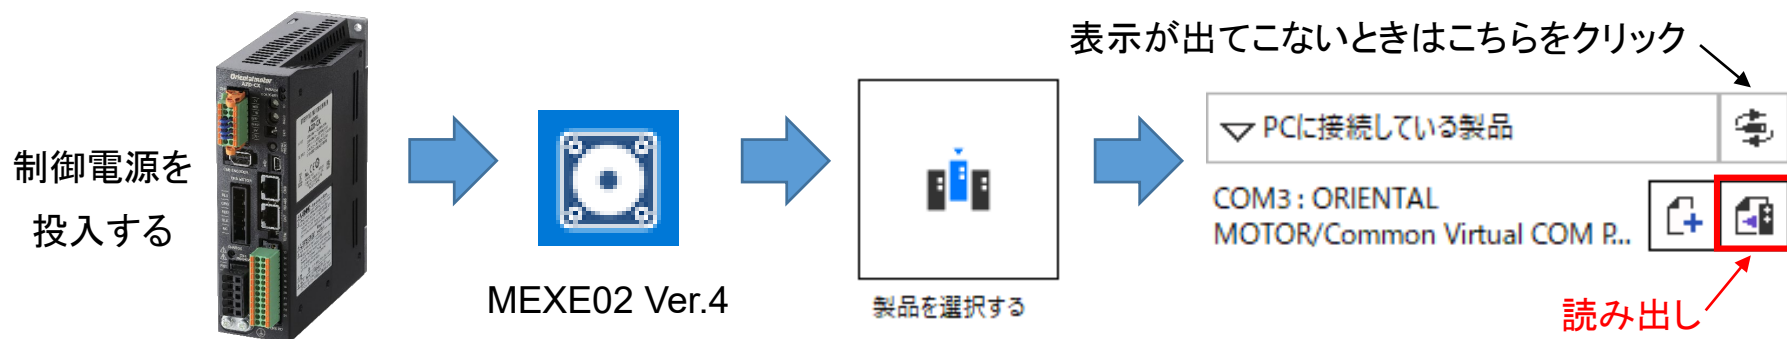 表示が出てこないときはこちらをクリック
制御電源を
投入する
Orientalmotor
MEXE02 Ver.4
製品を選択する
▽ PCに接続している製品
COM3 : ORIENTAL
MOTOR/Common Virtual COM P...
読み出し